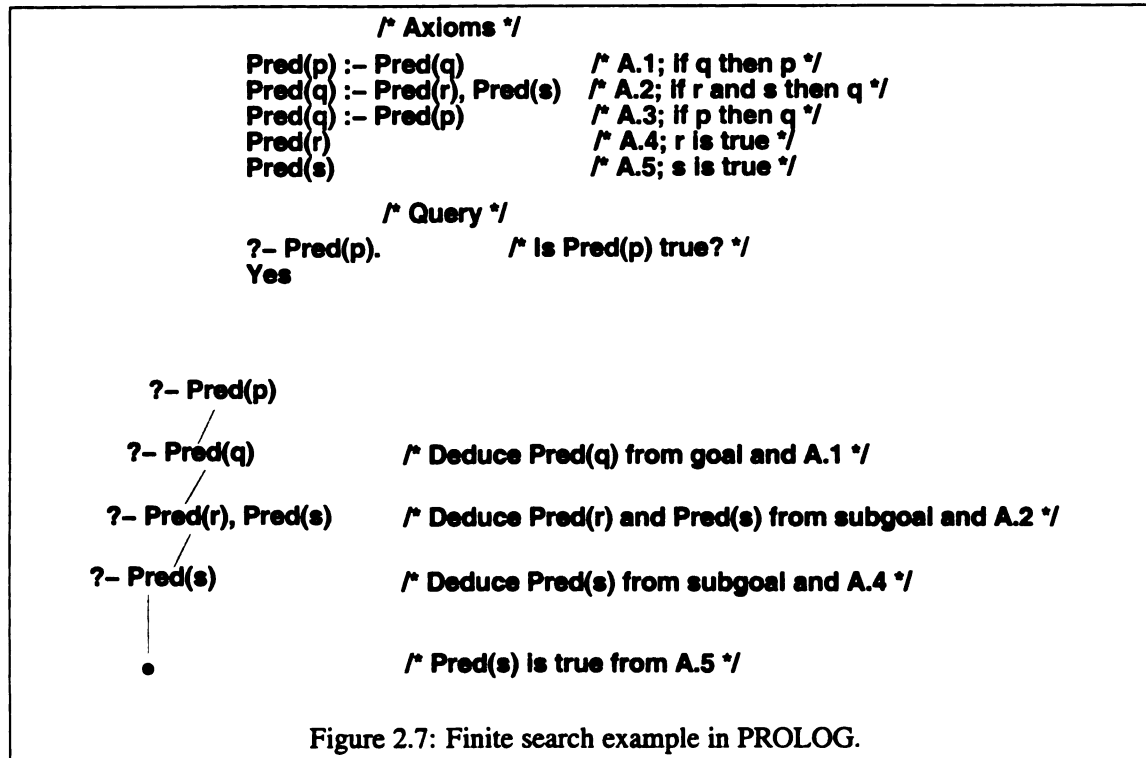 /* Axioms */
Pred(p) :– Pred(q) /* A.1; if q then p */
Pred(q) :– Pred(r), Pred(s) /* A.2; if r and s then q */
Pred(q) :– Pred(p) /* A.3; if p then q */
Pred(r) /* A.4; r is true */
Pred(s) /* A.5; s is true */
/* Query */
?– Pred(p). /* Is Pred(p) true? */
Yes
?– Pred(p)
?– Pred(q) /* Deduce Pred(q) from goal and A.1 */
?– Pred(r), Pred(s) /* Deduce Pred(r) and Pred(s) from subgoal and A.2 */
?– Pred(s) /* Deduce Pred(s) from subgoal and A.4 */
/* Pred(s) is true from A.5 */
Figure 2.7: Finite search example in PROLOG.